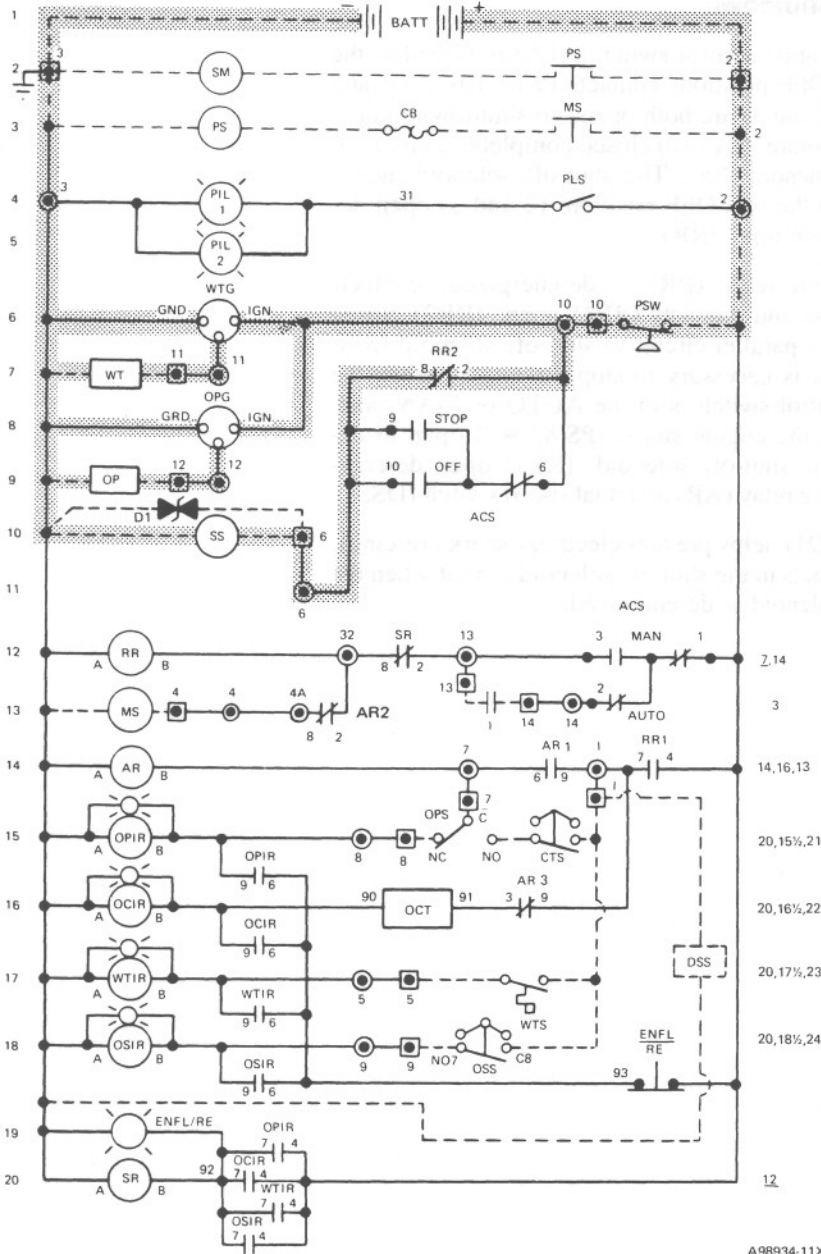 1 − BATT +
3 PS 2
2 SM
MS
CB
3 PS 2
3 PLS
4 PIL 1 31 2
5 PIL 2
WTG
6 GND IGN 10 10 PSW
11 RR2
7 WT 11 8 2
OPG
8 GRD IGN 9 STOP
12 10 OFF 6
9 OP 12
D1 ACS
10 SS 6
11 6
ACS
32 SR 13 3 MAN 1
12 A RR B 8 2 7,14
4 4 4A 13 2
13 MS AR2 14 14 AUTO 3
8 2
7 AR 1 1 RR1
14 A AR B 6 9 7 4 14,16,13
OPS 7 C 1
15 OPIR NC NO CTS 20,15½,21
A B OPIR 8 8
9 6 AR 3
16 OCIR 90 OCT 91 3 9 20,16½,22
A B OCIR
9 6 DSS
17 WTIR 20,17½,23
A B WTIR 5 5 WTS
9 6 ENFL
18 OSIR NO7 C8 RE 20,18½,24
A B OSIR 9 9 OSS 93
9 6
ENFL/RE OPIR
19 7 4
92 OCIR
20 A SR B 7 4 12
WTIR
7 4
OSIR
7 4
A98934-11X